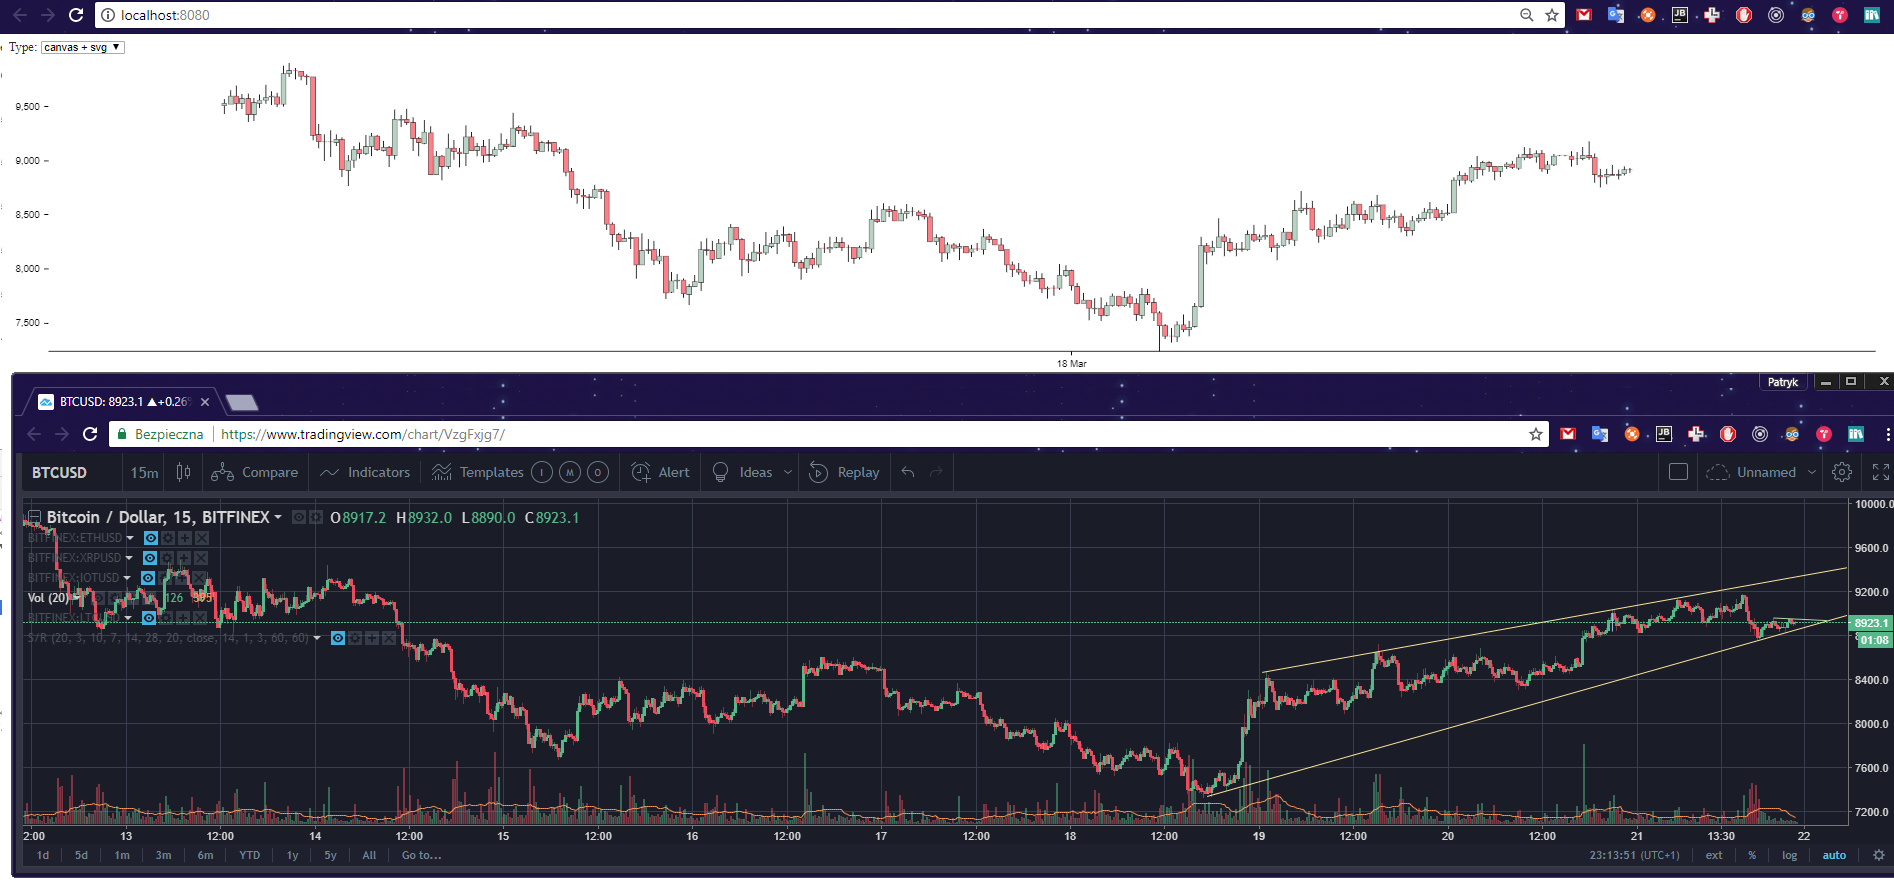 localhost:8080
Type: canvas + svg ▼
9,500
9,000
8,500
8,000
7,500
18 Mar
Patryk
BTCUSD: 8923.1 ▲+0.26
Bezpieczna https://www.tradingview.com/chart/VzgFxjg7/
BTCUSD 15m Compare Indicators Templates I M O Alert Ideas Replay Unnamed
Bitcoin / Dollar, 15, BITFINEX O8917.2 H8932.0 L8890.0 C8923.1
BITFINEX:ETHUSD
BITFINEX:XRPUSD
BITFINEX:IOTUSD
Vol (20) 126 395
BITFINEX:LTCUSD
S/R (20, 3, 10, 7, 14, 28, 20, close, 14, 1, 3, 60, 60)
10000.0
9600.0
9200.0
8923.1
01:08
8400.0
8000.0
7600.0
7200.0
2:00 13 12:00 14 12:00 15 12:00 16 12:00 17 12:00 18 12:00 19 12:00 20 12:00 21 13:30 22
1d 5d 1m 3m 6m YTD 1y 5y All Go to... 23:13:51 (UTC+1) ext % log auto